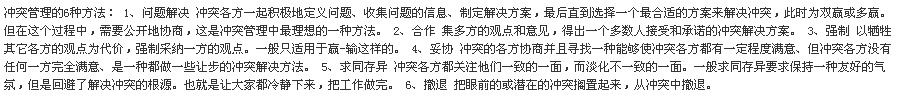 冲突管理的6种方法： 1、问题解决 冲突各方一起积极地定义问题、收集问题的信息、制定解决方案，最后直到选择一个最合适的方案来解决冲突，此时为双赢或多赢。
但在这个过程中，需要公开地协商，这是冲突管理中最理想的一种方法。 2、合作 集多方的观点和意见，得出一个多数人接受和承诺的冲突解决方案。 3、强制 以牺牲
其它各方的观点为代价，强制采纳一方的观点。一般只适用于赢-输这样的。 4、妥协 冲突的各方协商并且寻找一种能够使冲突各方都有一定程度满意、但冲突各方没有
任何一方完全满意、是一种都做一些让步的冲突解决方法。 5、求同存异 冲突各方都关注他们一致的一面，而淡化不一致的一面。一般求同存异要求保持一种友好的气
氛，但是回避了解决冲突的根源。也就是让大家都冷静下来，把工作做完。 6、撤退 把眼前的或潜在的冲突搁置起来，从冲突中撤退。